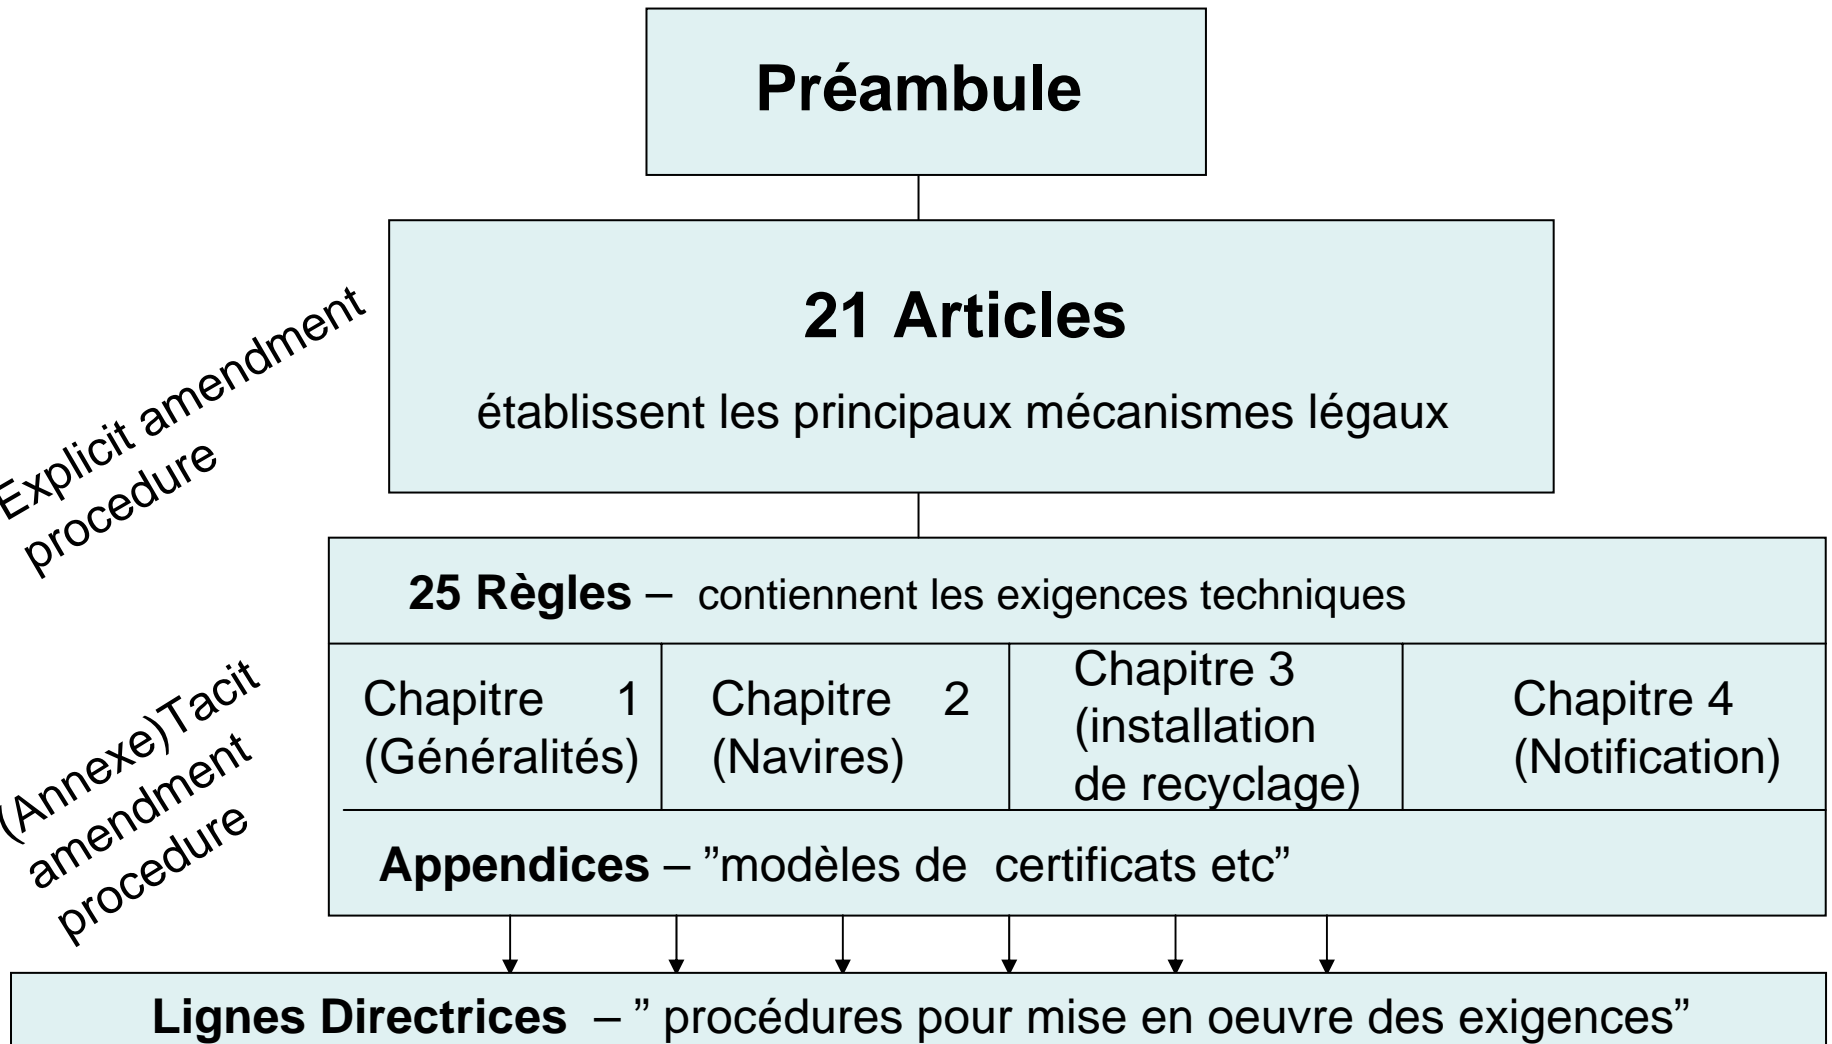 Préambule
21 Articles
établissent les principaux mécanismes légaux
Explicit amendment
procedure
25 Règles – contiennent les exigences techniques
Chapitre 1
(Généralités)
Chapitre 2
(Navires)
Chapitre 3
(installation
de recyclage)
Chapitre 4
(Notification)
(Annexe)Tacit
amendment
procedure
Appendices – ”modèles de certificats etc”
Lignes Directrices – ” procédures pour mise en oeuvre des exigences”